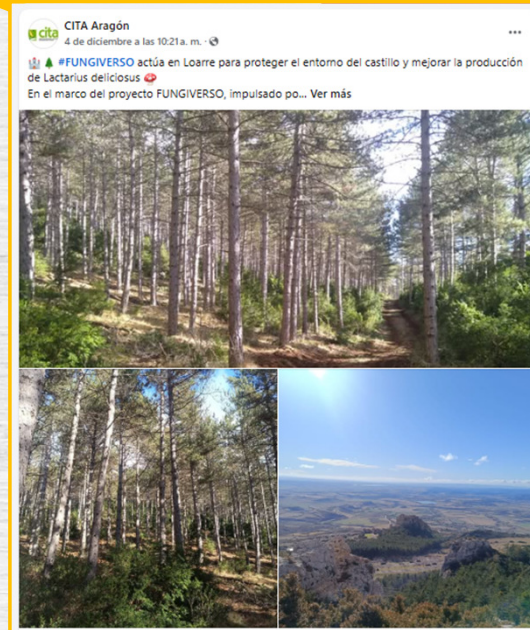 cita
CITA Aragón
4 de diciembre a las 10:21 a. m. ·
#FUNGIVERSO actúa en Loarre para proteger el entorno del castillo y mejorar la producción
de Lactarius deliciosus
En el marco del proyecto FUNGIVERSO, impulsado po... Ver más